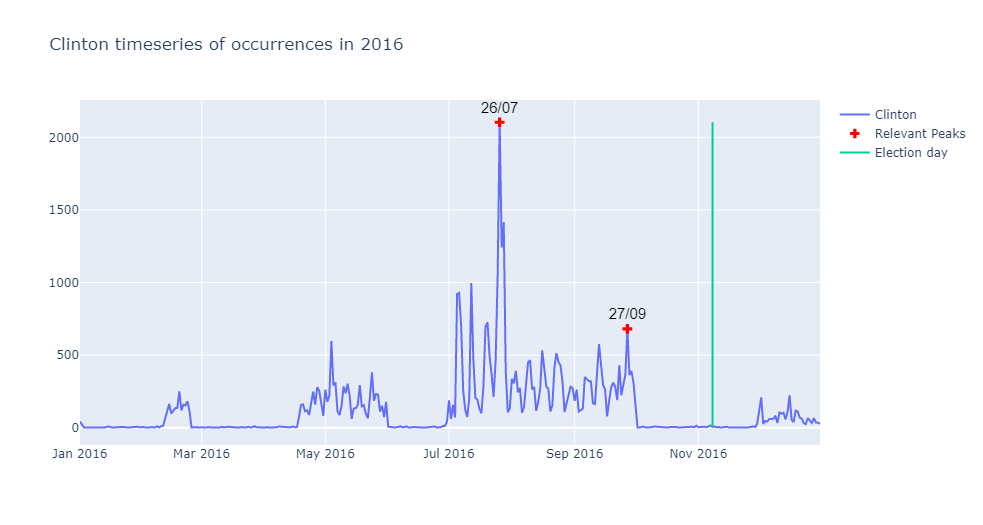 Clinton timeseries of occurrences in 2016
26/07
27/09
2000
1500
1000
500
0
Jan 2016
Mar 2016
May 2016
Jul 2016
Sep 2016
Nov 2016
Clinton
Relevant Peaks
Election day